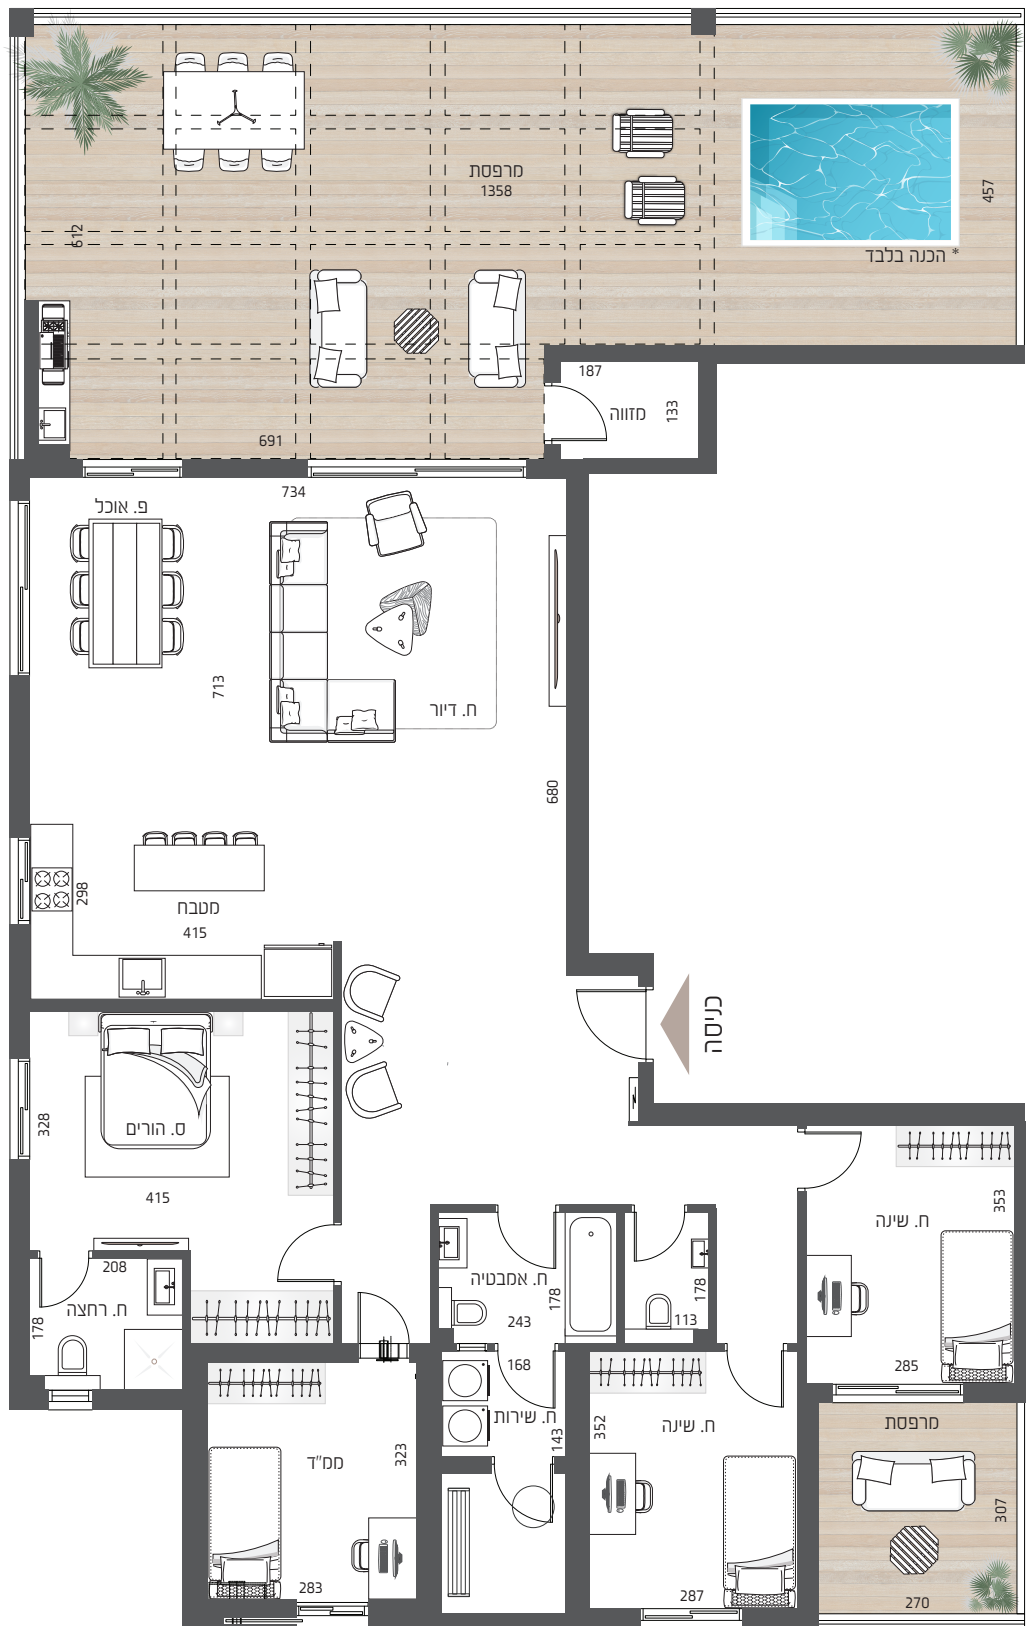 מרפסת
1358
457
612
* הכנה בלבד
187
מזווה
133
691
734
פ. אוכל
713
ח. דיור
680
298
מטבח
415
כניסה
328
ס. הורים
415
353
ח. שינה
208
ח. רחצה
178
ח. אמבטיה
178
243
178
113
168
285
ח. שירות
143
352
ח. שינה
מרפסת
ממ"ד
323
307
283
287
270